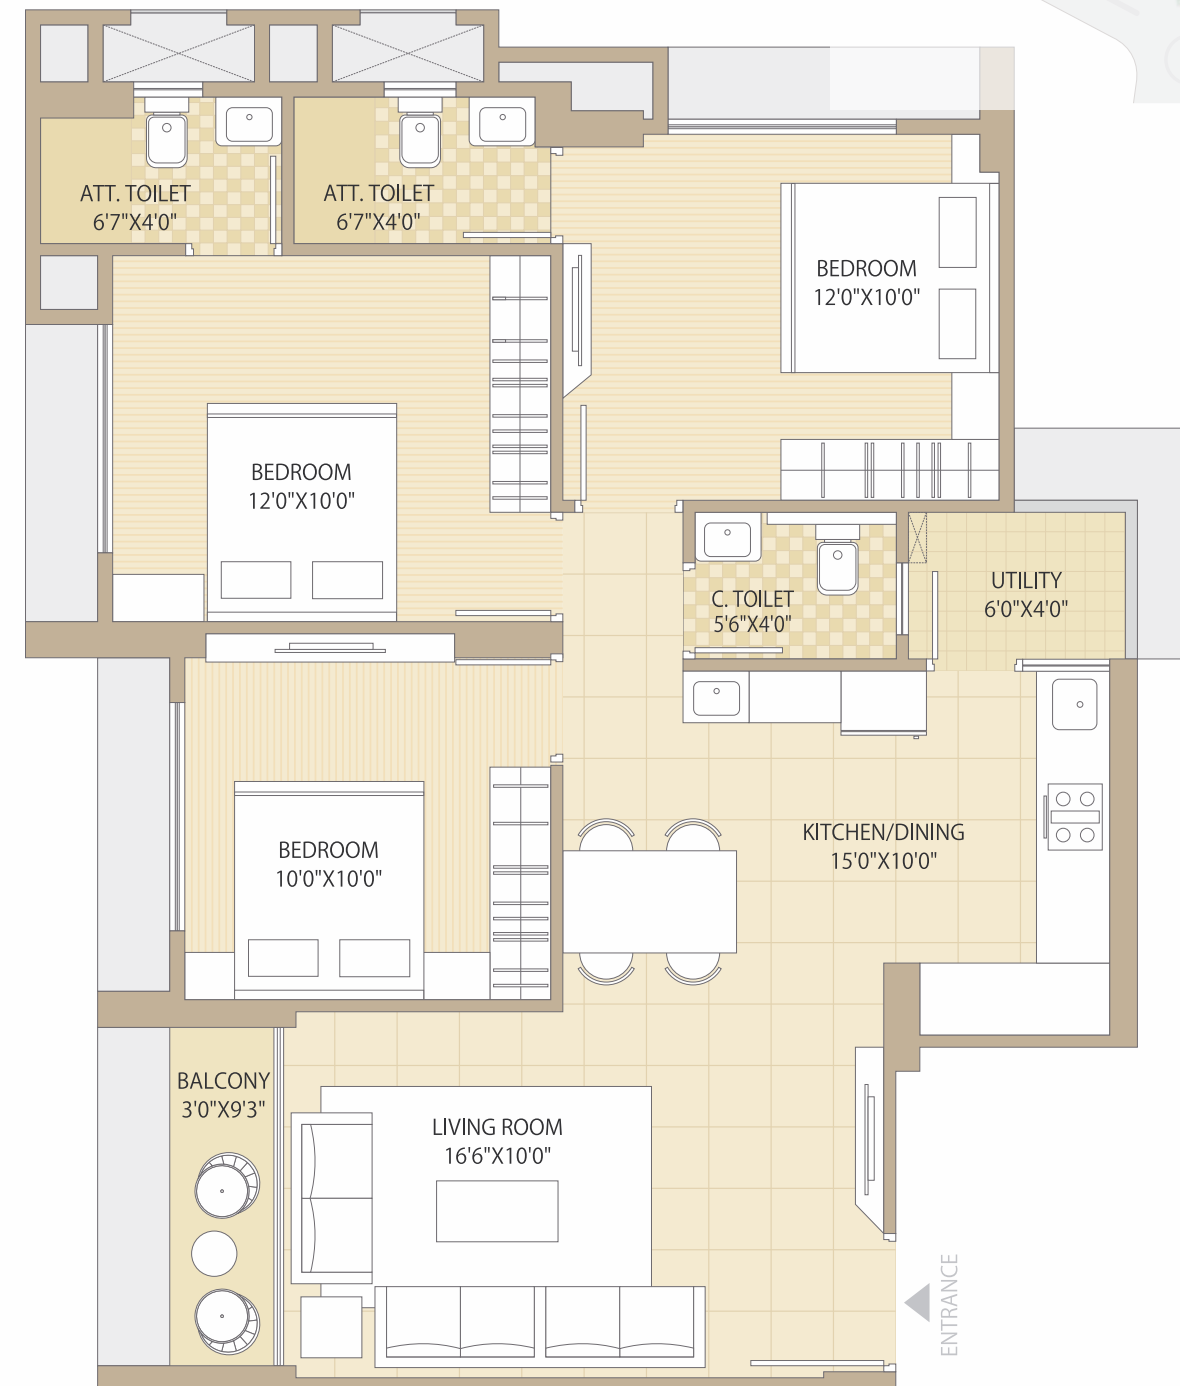 ATT. TOILET
6'7"X4'0"
ATT. TOILET
6'7"X4'0"
BEDROOM
12'0"X10'0"
BEDROOM
12'0"X10'0"
C. TOILET
5'6"X4'0"
UTILITY
6'0"X4'0"
BEDROOM
10'0"X10'0"
KITCHEN/DINING
15'0"X10'0"
BALCONY
3'0"X9'3"
LIVING ROOM
16'6"X10'0"
ENTRANCE